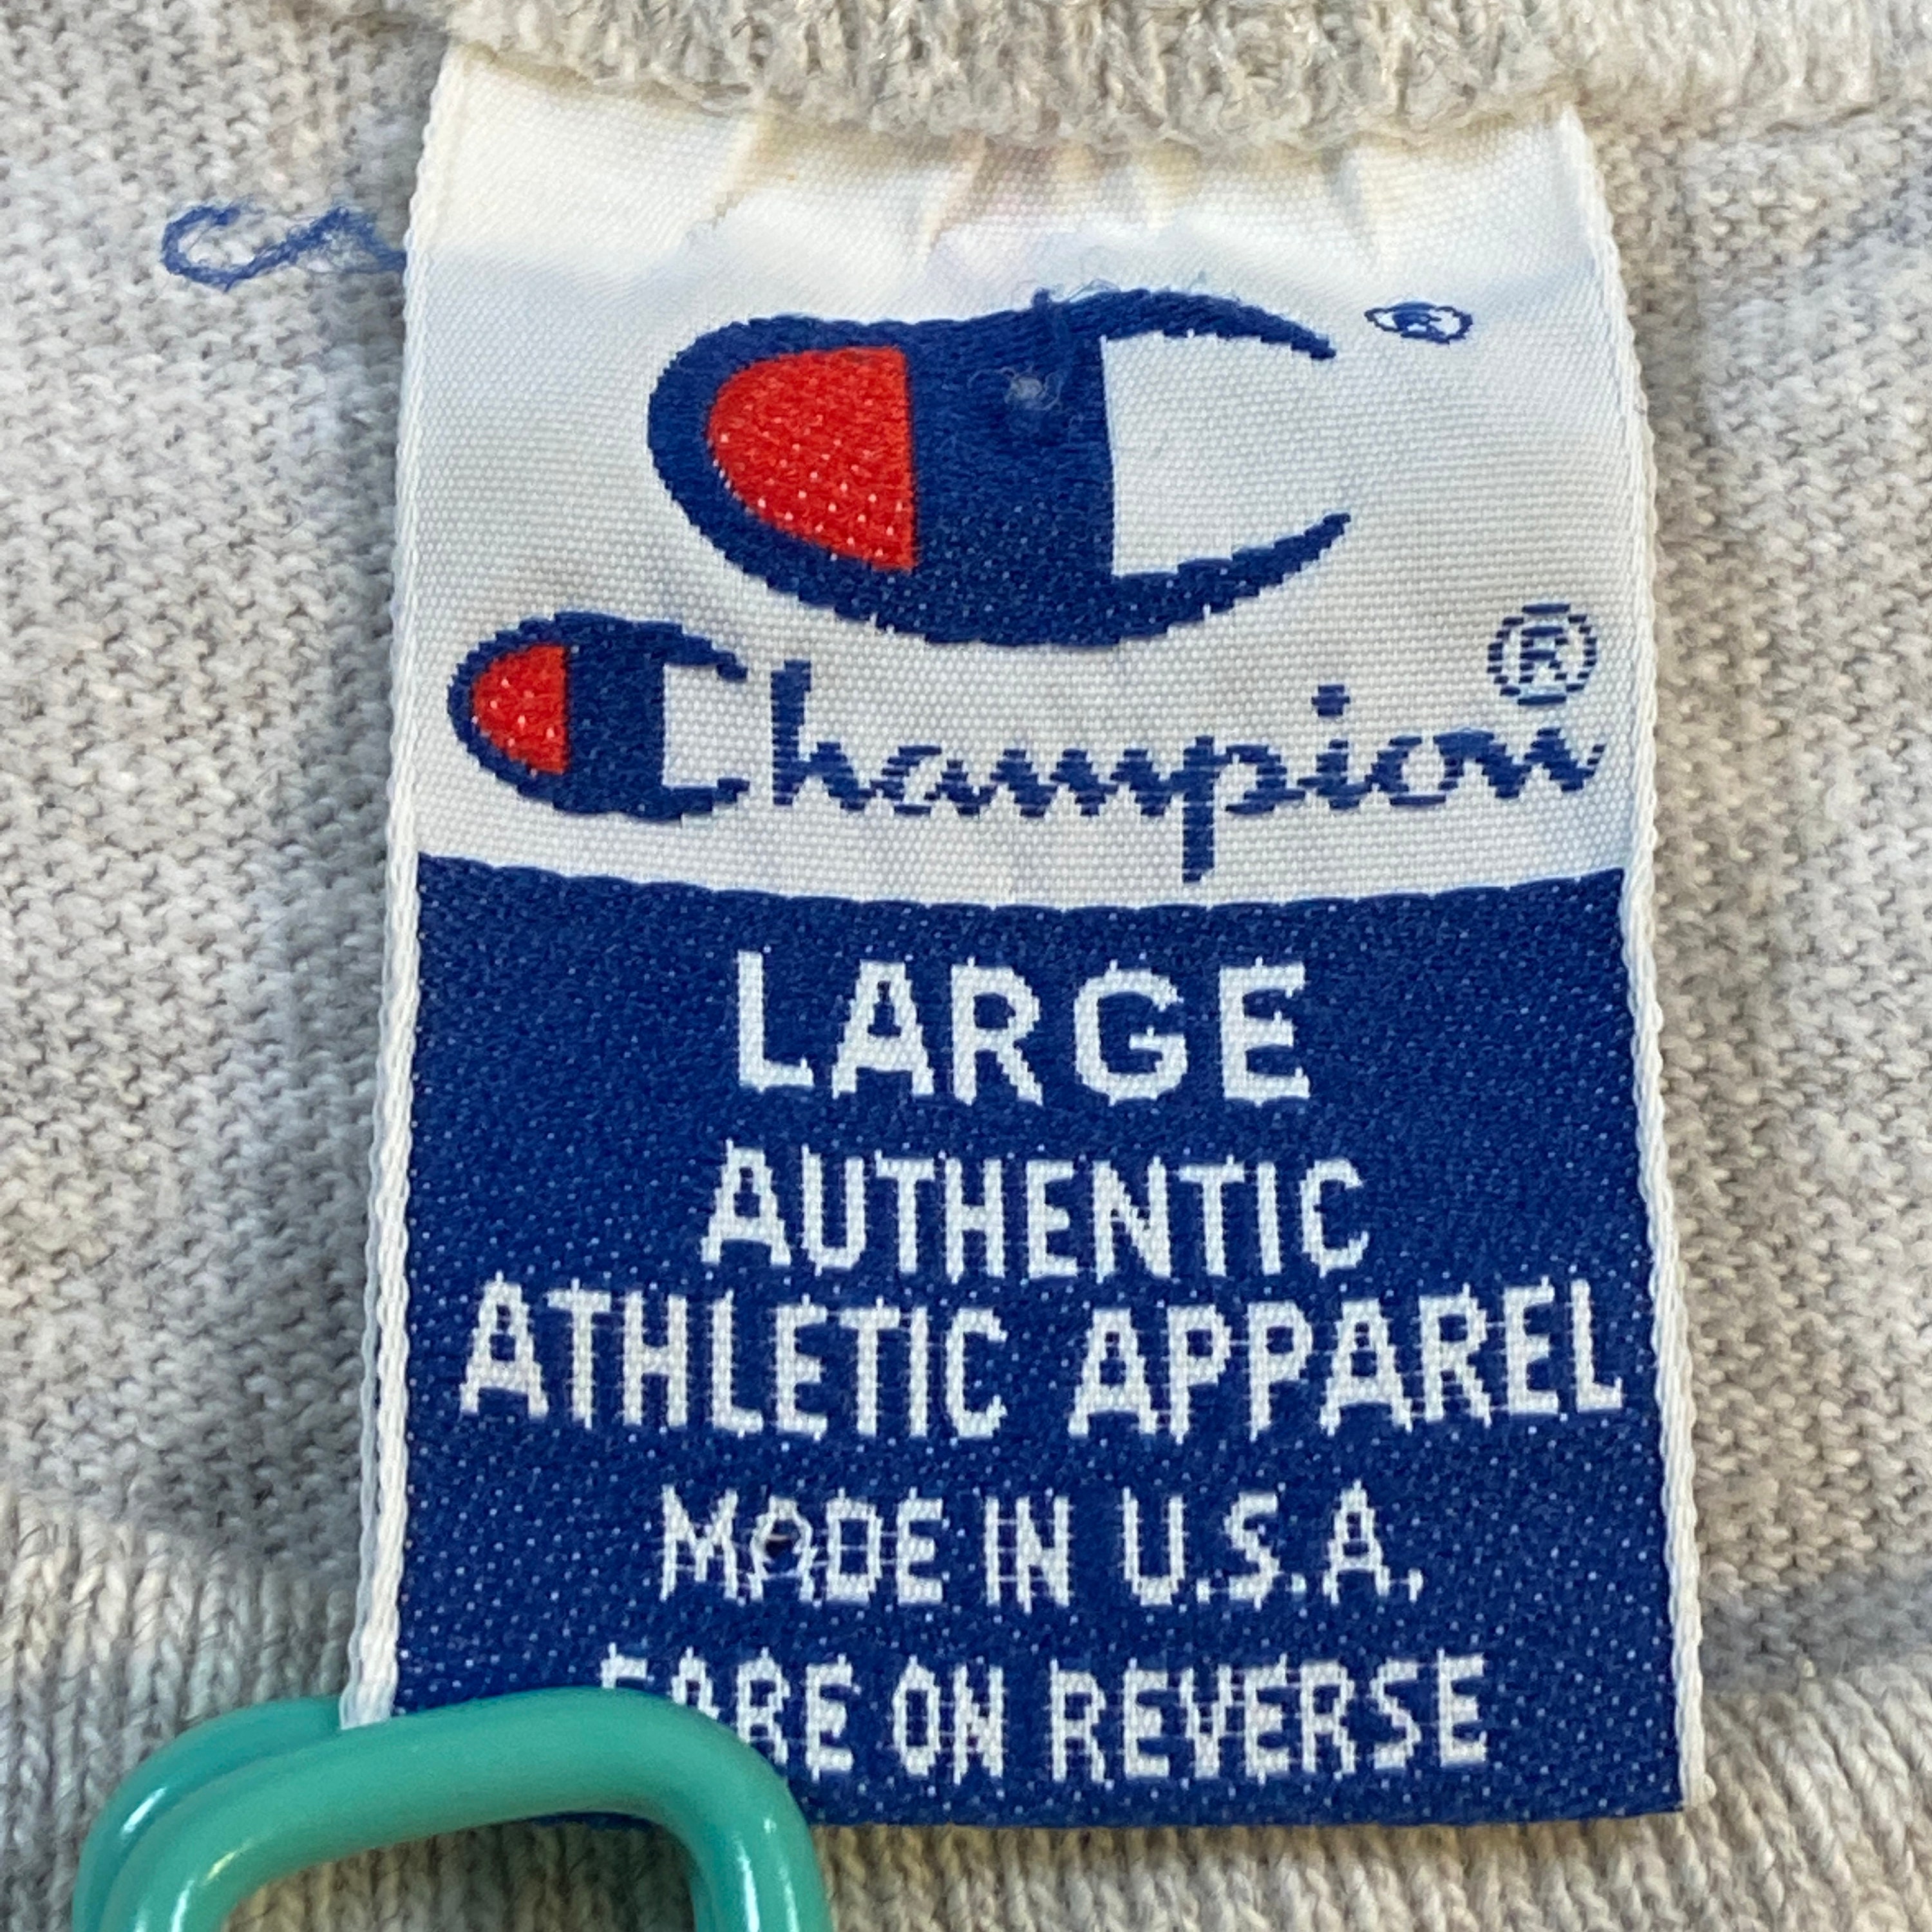 C®
Champion®
LARGE
AUTHENTIC
ATHLETIC APPAREL
MADE IN U.S.A.
CARE ON REVERSE